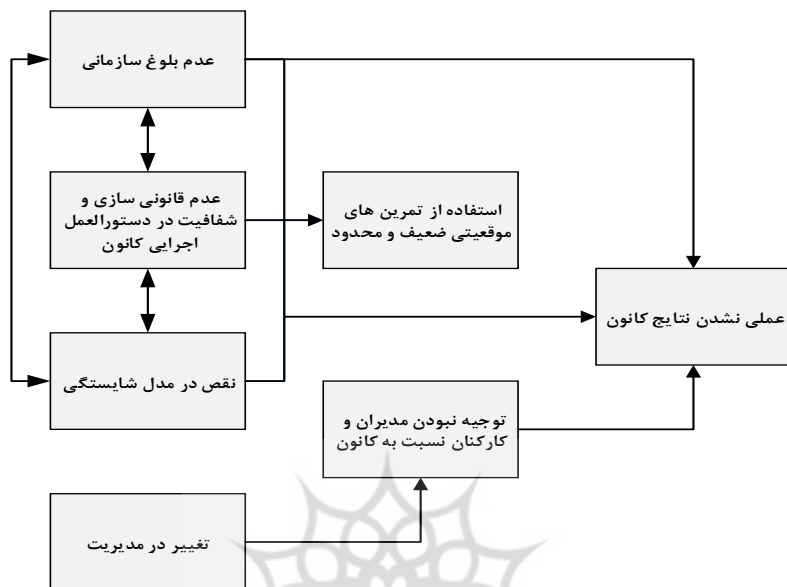 عدم بلوغ سازمانی
عدم قانونی سازی و
شفافیت در دستورالعمل
اجرایی کانون
استفاده از تمرین های
موقعیتی ضعیف و محدود
عملی نشدن نتایج کانون
نقص در مدل شایستگی
توجیه نبودن مدیران و
کارکنان نسبت به کانون
تغییر در مدیریت